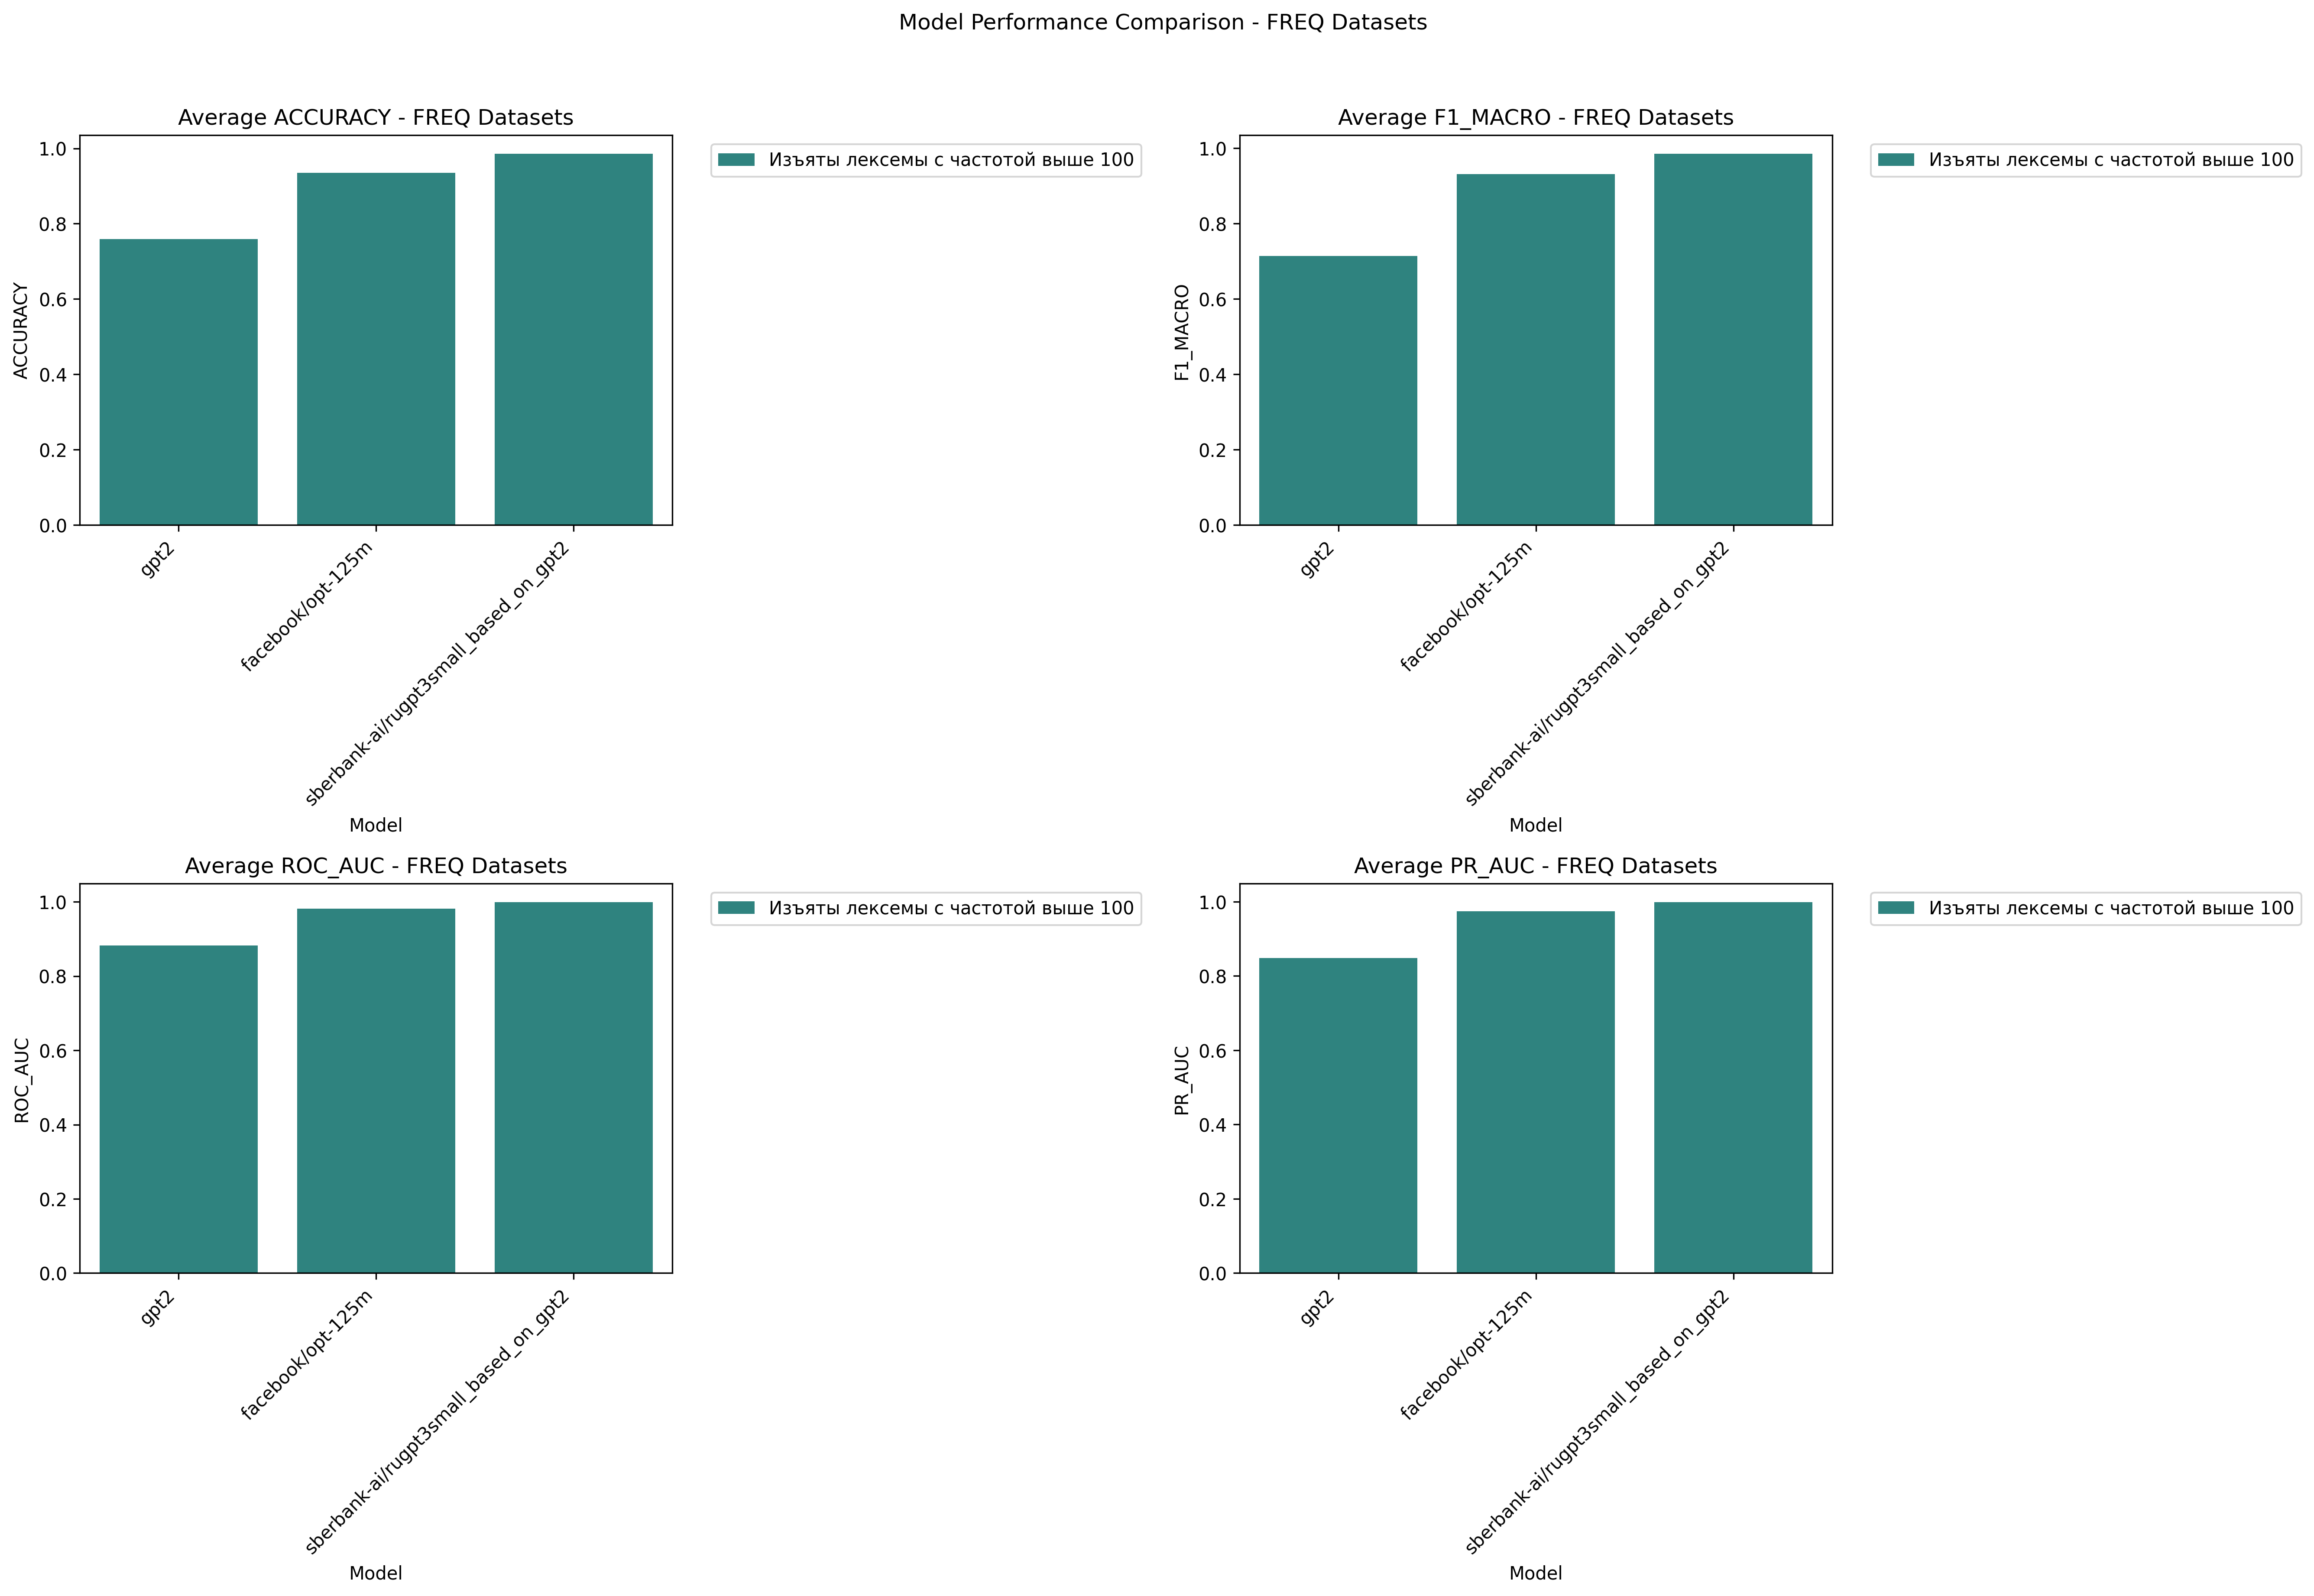 Model Performance Comparison - FREQ Datasets
Average ACCURACY - FREQ Datasets
ACCURACY
1.0
0.8
0.6
0.4
0.2
0.0
gpt2
facebook/opt-125m
sberbank-ai/rugpt3small_based_on_gpt2
Model
Изъяты лексемы с частотой выше 100
Average F1_MACRO - FREQ Datasets
F1_MACRO
1.0
0.8
0.6
0.4
0.2
0.0
gpt2
facebook/opt-125m
sberbank-ai/rugpt3small_based_on_gpt2
Model
Изъяты лексемы с частотой выше 100
Average ROC_AUC - FREQ Datasets
ROC_AUC
1.0
0.8
0.6
0.4
0.2
0.0
gpt2
facebook/opt-125m
sberbank-ai/rugpt3small_based_on_gpt2
Model
Изъяты лексемы с частотой выше 100
Average PR_AUC - FREQ Datasets
PR_AUC
1.0
0.8
0.6
0.4
0.2
0.0
gpt2
facebook/opt-125m
sberbank-ai/rugpt3small_based_on_gpt2
Model
Изъяты лексемы с частотой выше 100